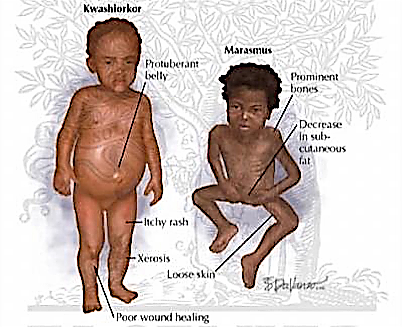 Kwashiorkor
Protuberant
belly
Itchy rash
Xerosis
Poor wound healing
Marasmus
Prominent
bones
Decrease
in sub-
cutaneous
fat
Loose skin